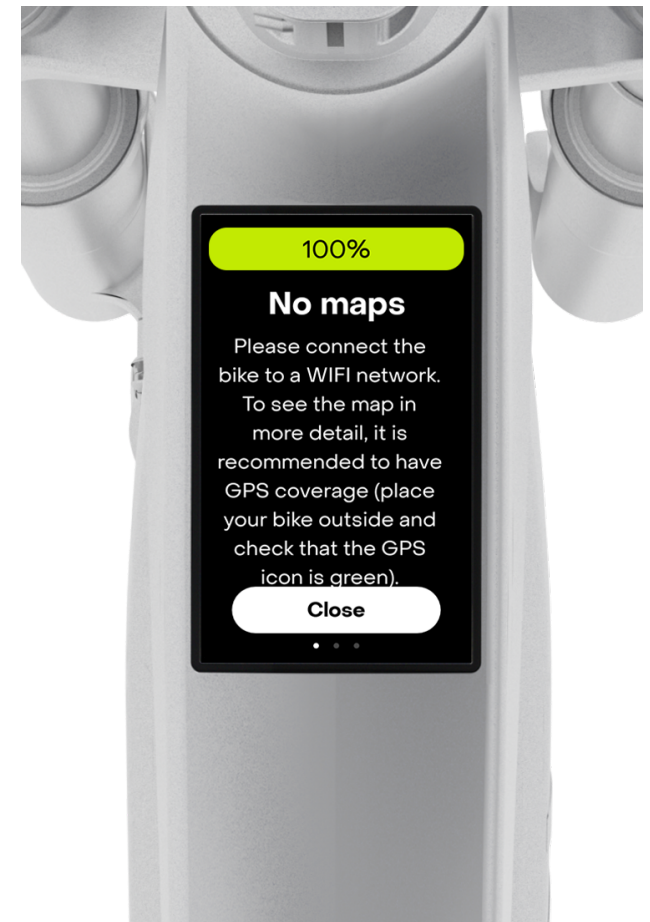 100%
No maps
Please connect the
bike to a WIFI network.
To see the map in
more detail, it is
recommended to have
GPS coverage (place
your bike outside and
check that the GPS
icon is green).
Close